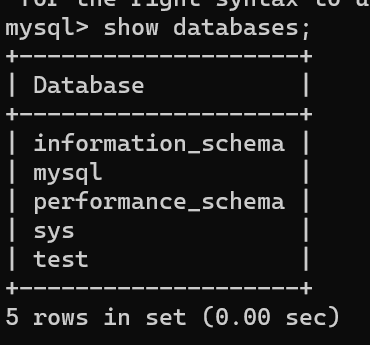 for the right syntax to u
mysql> show databases;
+--------------------+
| Database           |
+--------------------+
| information_schema |
| mysql              |
| performance_schema |
| sys                |
| test               |
+--------------------+
5 rows in set (0.00 sec)